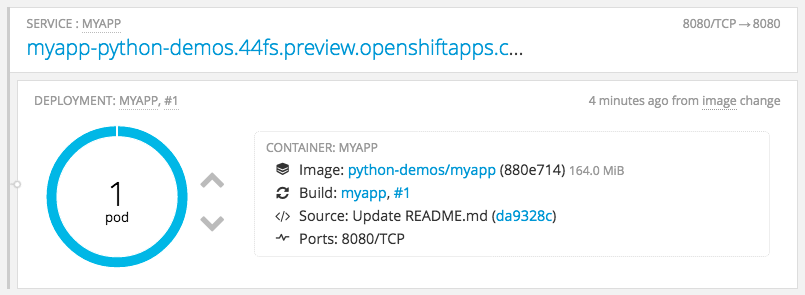 SERVICE : MYAPP
8080/TCP → 8080
myapp-python-demos.44fs.preview.openshiftapps.c...
DEPLOYMENT: MYAPP, #1
4 minutes ago from image change
1
pod
CONTAINER: MYAPP
Image: python-demos/myapp (880e714) 164.0 MiB
Build: myapp, #1
</> Source: Update README.md (da9328c)
Ports: 8080/TCP